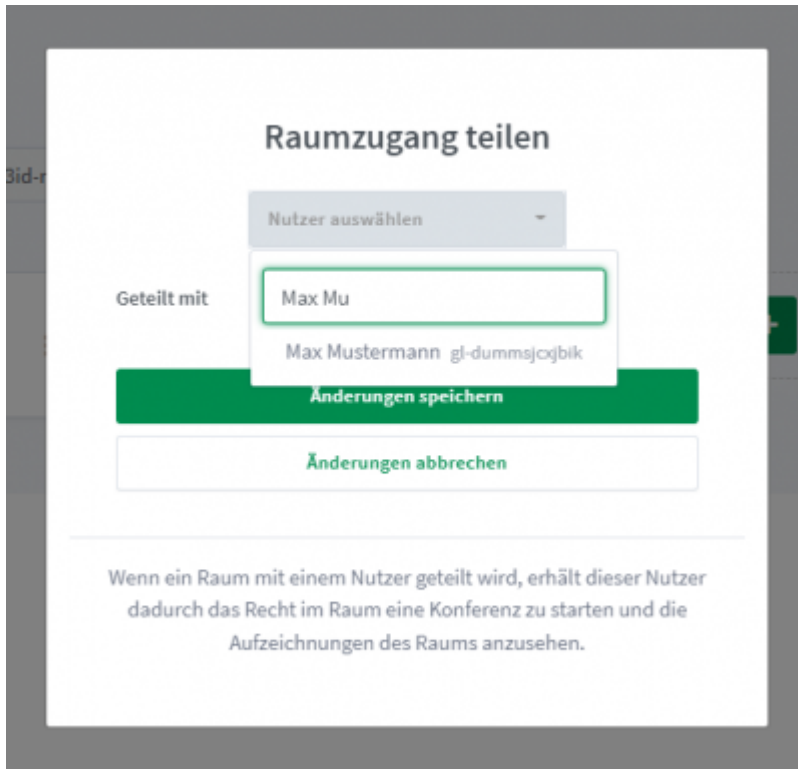 3id-r
Raumzugang teilen
Nutzer auswählen
Geteilt mit
Max Mu
Max Mustermann gl-dummsjcxjbik
Änderungen speichern
Änderungen abbrechen
Wenn ein Raum mit einem Nutzer geteilt wird, erhält dieser Nutzer
dadurch das Recht im Raum eine Konferenz zu starten und die
Aufzeichnungen des Raums anzusehen.